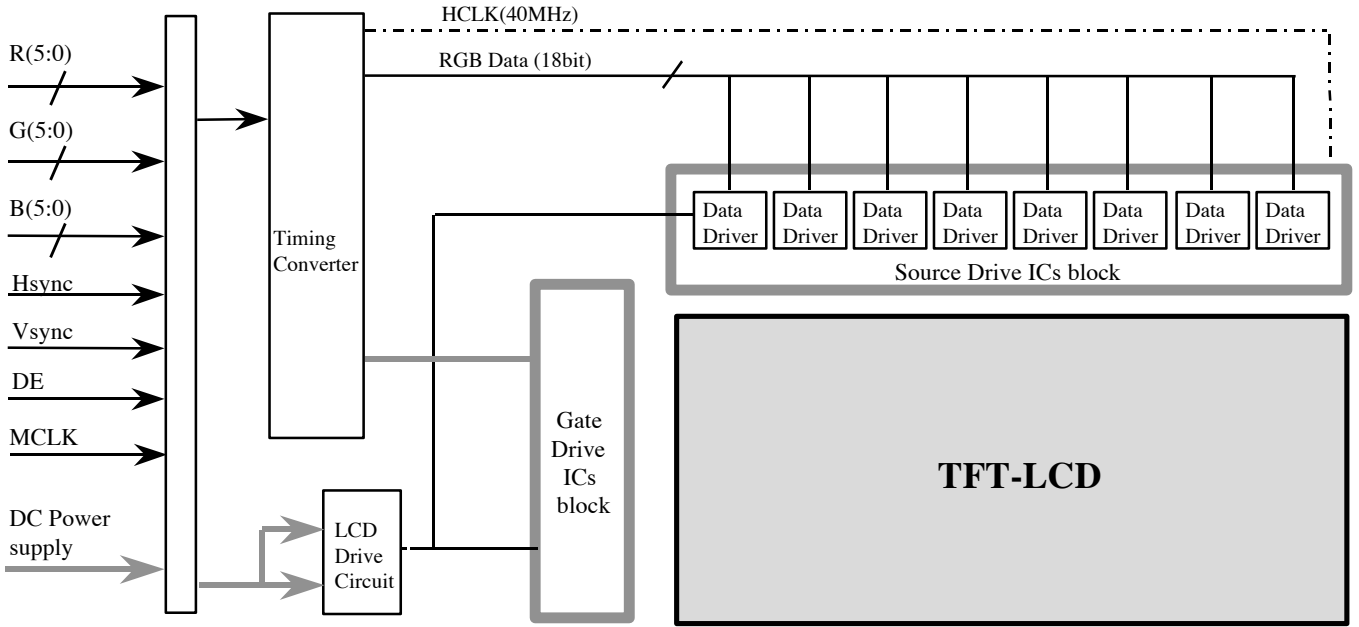 HCLK(40MHz)
RGB Data (18bit)
R(5:0)
G(5:0)
B(5:0)
Hsync
Vsync
DE
MCLK
DC Power
supply
Timing
Converter
LCD
Drive
Circuit
Gate
Drive
ICs
block
Data
Driver
Data
Driver
Data
Driver
Data
Driver
Data
Driver
Data
Driver
Data
Driver
Data
Driver
Source Drive ICs block
TFT-LCD